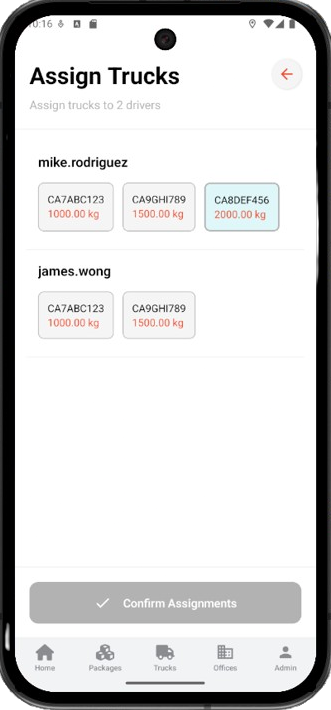 0:16
Assign Trucks
Assign trucks to 2 drivers
mike.rodriguez
CA7ABC123 CA9GHI789 CA8DEF456
1000.00 kg 1500.00 kg 2000.00 kg
james.wong
CA7ABC123 CA9GHI789
1000.00 kg 1500.00 kg
Confirm Assignments
Home Packages Trucks Offices Admin